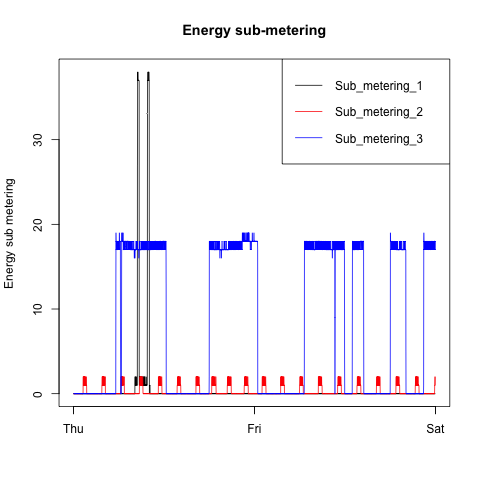 Energy sub-metering
Sub_metering_1
Sub_metering_2
Sub_metering_3
Energy sub metering
30
20
10
0
Thu
Fri
Sat